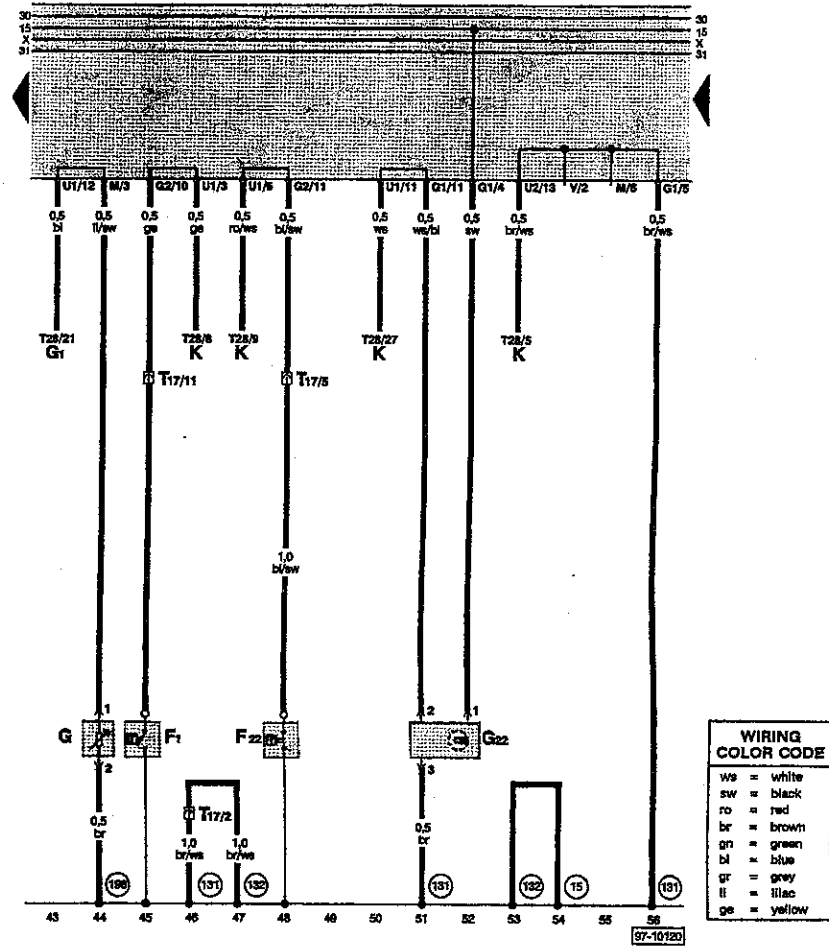 30 30
15 15
X X
31 31
U1/12 M/3 G2/10 U1/3 U1/5 G2/11 U1/11 G1/11 G1/4 U2/13 V/2 M/5 G1/5
0,5 0,5 0,5 0,5 0,5 0,5 0,5 0,5 0,5 0,5 0,5
bl li/sw ge ge ro/ws bl/sw ws ws/bl sw br/ws br/ws
T28/21 T28/8 T28/9 T28/27 T28/5
G1 K K K K
T17/11 T17/5
1,0
bl/sw
1 2 1
G F1 F22 G22
2 3
T17/2
0,5 1,0 1,0 0,5
br br/ws br/ws br
198 131 132 131 132 15 131
43 44 45 46 47 48 49 50 51 52 53 54 55 56
97-10120
WIRING
COLOR CODE
ws = white
sw = black
ro = red
br = brown
gn = green
bl = blue
gr = grey
li = lilac
ge = yellow